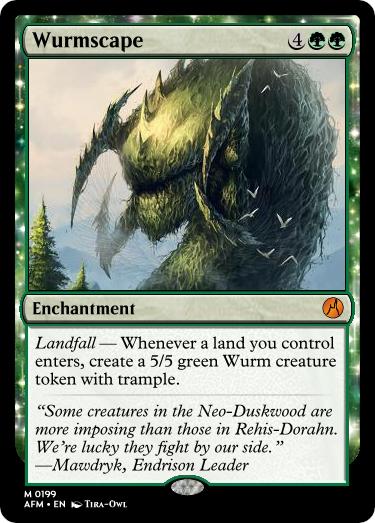 Wurmscape 4
Enchantment
Landfall — Whenever a land you control
enters, create a 5/5 green Wurm creature
token with trample.
“Some creatures in the Neo-Duskwood are
more imposing than those in Rehis-Dorahn.
We’re lucky they fight by our side.”
—Mawdryk, Endrison Leader
M 0199
AFM • EN Tira-Owl